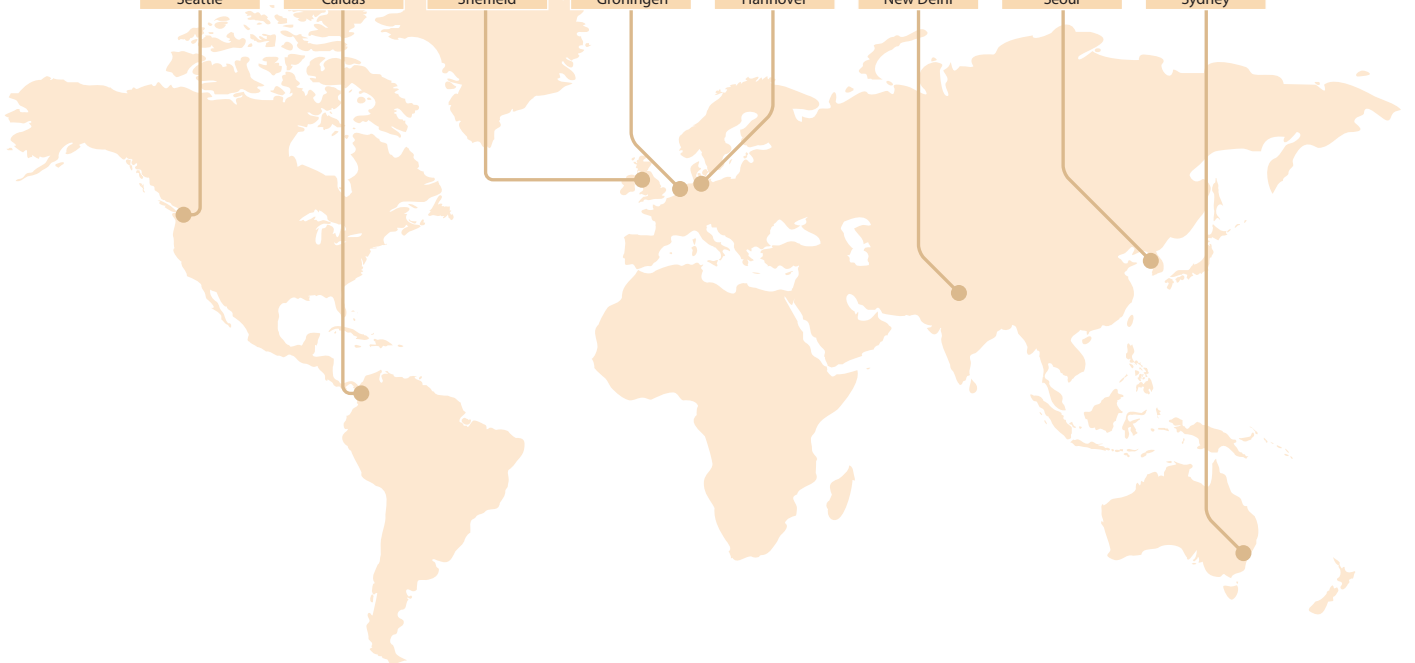 Seattle
Caldas
Sheffield
Groningen
Hannover
New Delhi
Seoul
Sydney